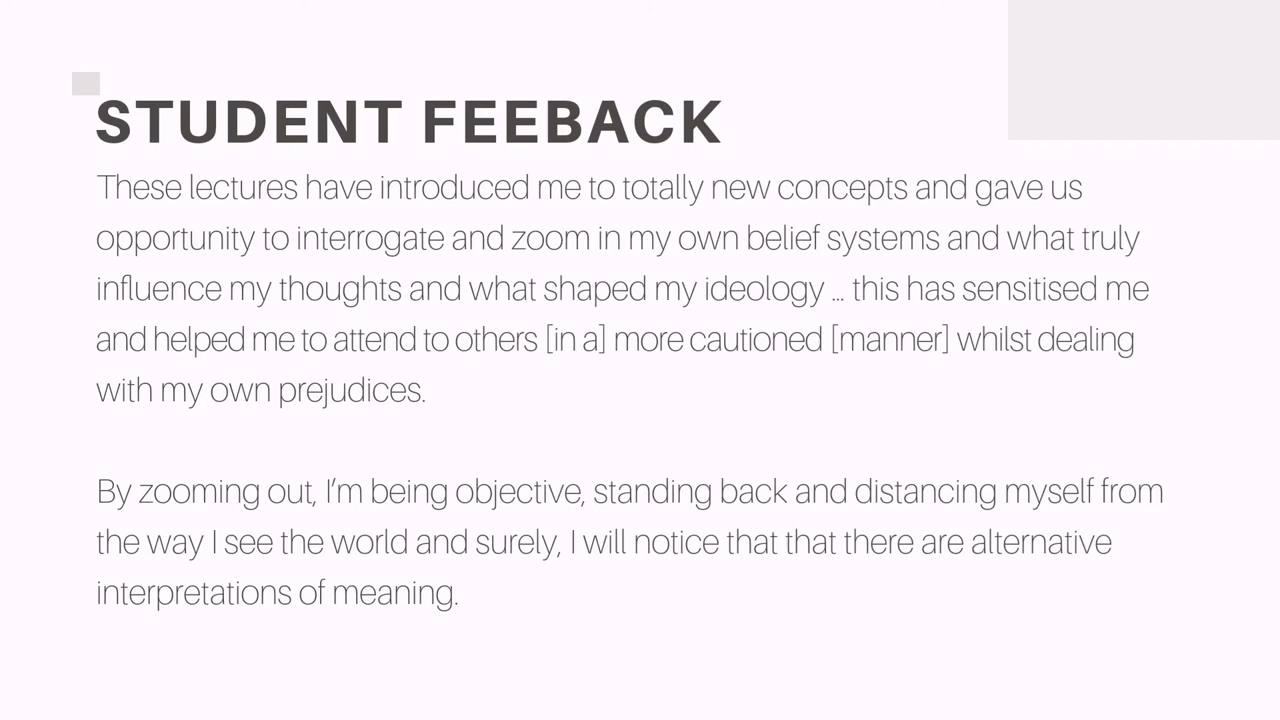 STUDENT FEEBACK
These lectures have introduced me to totally new concepts and gave us
opportunity to interrogate and zoom in my own belief systems and what truly
influence my thoughts and what shaped my ideology ... this has sensitised me
and helped me to attend to others [in a] more cautioned [manner] whilst dealing
with my own prejudices.
By zooming out, I’m being objective, standing back and distancing myself from
the way I see the world and surely, I will notice that that there are alternative
interpretations of meaning.